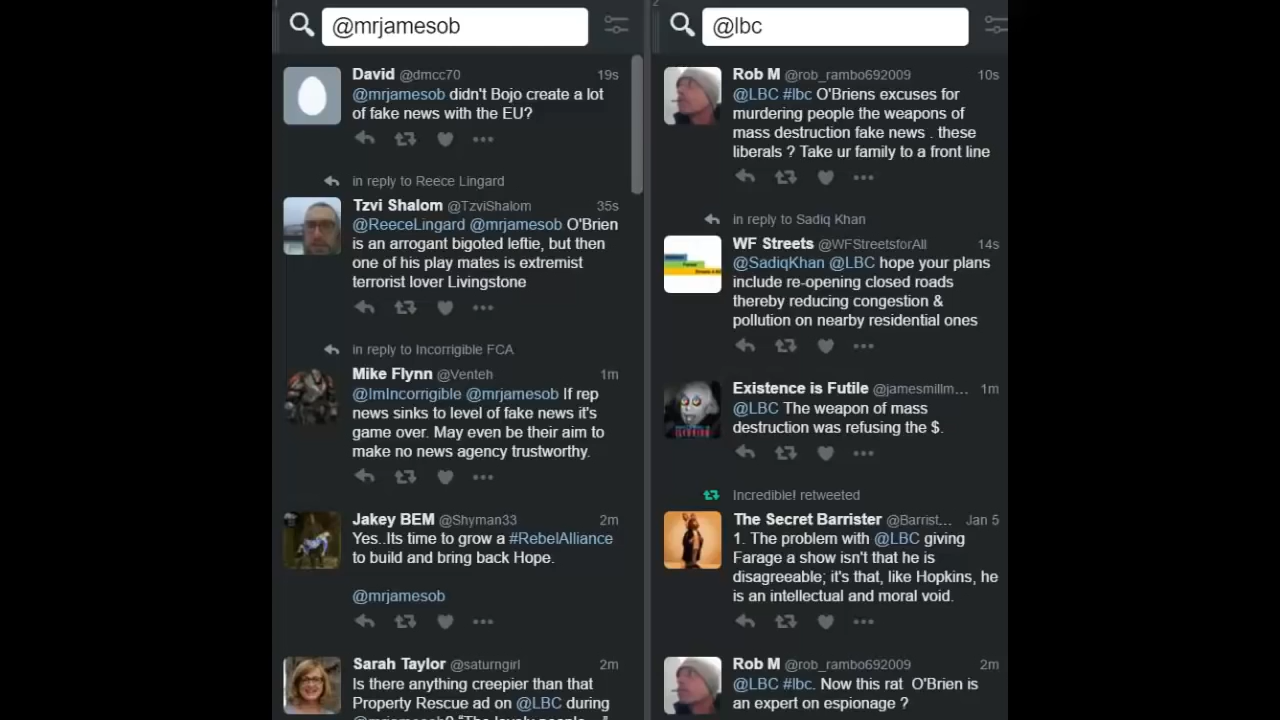 1
@mrjamesob
David @dmcc70 19s
@mrjamesob didn't Bojo create a lot
of fake news with the EU?
in reply to Reece Lingard
Tzvi Shalom @TzviShalom 35s
@ReeceLingard @mrjamesob O'Brien
is an arrogant bigoted leftie, but then
one of his play mates is extremist
terrorist lover Livingstone
in reply to Incorrigible FCA
Mike Flynn @Venteh 1m
@ImIncorrigible @mrjamesob If rep
news sinks to level of fake news it's
game over. May even be their aim to
make no news agency trustworthy.
Jakey BEM @Shyman33 2m
Yes..Its time to grow a #RebelAlliance
to build and bring back Hope.
@mrjamesob
Sarah Taylor @saturngirl 2m
Is there anything creepier than that
Property Rescue ad on @LBC during
@mrjamesob? "The lovely people
2
@lbc
Rob M @rob_rambo692009 10s
@LBC #lbc O'Briens excuses for
murdering people the weapons of
mass destruction fake news . these
liberals ? Take ur family to a front line
in reply to Sadiq Khan
WF Streets @WFStreetsforAll 14s
@SadiqKhan @LBC hope your plans
include re-opening closed roads
thereby reducing congestion &
pollution on nearby residential ones
Existence is Futile @jamesmillm... 1m
@LBC The weapon of mass
destruction was refusing the $.
Incredible! retweeted
The Secret Barrister @Barrist... Jan 5
1. The problem with @LBC giving
Farage a show isn't that he is
disagreeable; it's that, like Hopkins, he
is an intellectual and moral void.
Rob M @rob_rambo692009 2m
@LBC #lbc. Now this rat O'Brien is
an expert on espionage ?